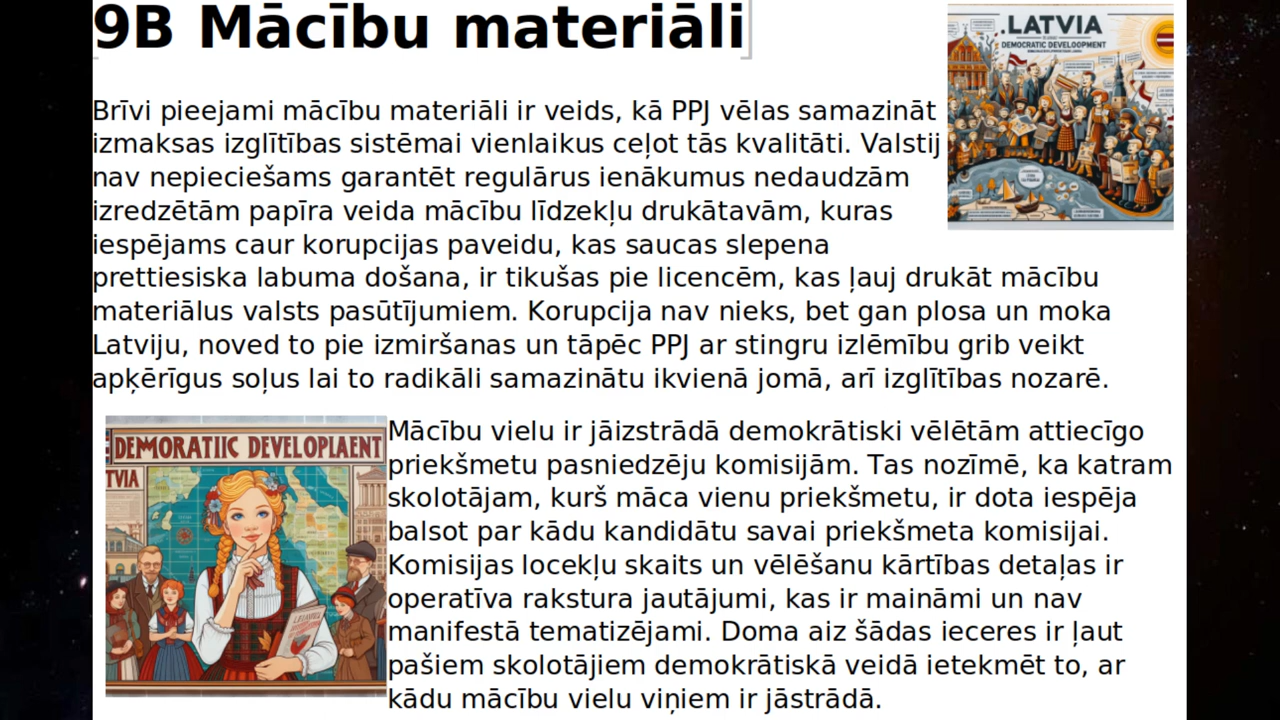 9B Mācību materiāli
.LATVIA
DEMOCRATIC DEVELOOPMENT
Brīvi pieejami mācību materiāli ir veids, kā PPJ vēlas samazināt
izmaksas izglītības sistēmai vienlaikus ceļot tās kvalitāti. Valstij
nav nepieciešams garantēt regulārus ienākumus nedaudzām
izredzētām papīra veida mācību līdzekļu drukātavām, kuras
iespējams caur korupcijas paveidu, kas saucas slepena
prettiesiska labuma došana, ir tikušas pie licencēm, kas ļauj drukāt mācību
materiālus valsts pasūtījumiem. Korupcija nav nieks, bet gan plosa un moka
Latviju, noved to pie izmiršanas un tāpēc PPJ ar stingru izlēmību grib veikt
apķērīgus soļus lai to radikāli samazinātu ikvienā jomā, arī izglītības nozarē.
DEMMORATIIC DEVELOPLAENT
TVIA
Mācību vielu ir jāizstrādā demokrātiski vēlētām attiecīgo
priekšmetu pasniedzēju komisijām. Tas nozīmē, ka katram
skolotājam, kurš māca vienu priekšmetu, ir dota iespēja
balsot par kādu kandidātu savai priekšmeta komisijai.
Komisijas locekļu skaits un vēlēšanu kārtības detaļas ir
operatīva rakstura jautājumi, kas ir maināmi un nav
manifestā tematizējami. Doma aiz šādas ieceres ir ļaut
pašiem skolotājiem demokrātiskā veidā ietekmēt to, ar
kādu mācību vielu viņiem ir jāstrādā.